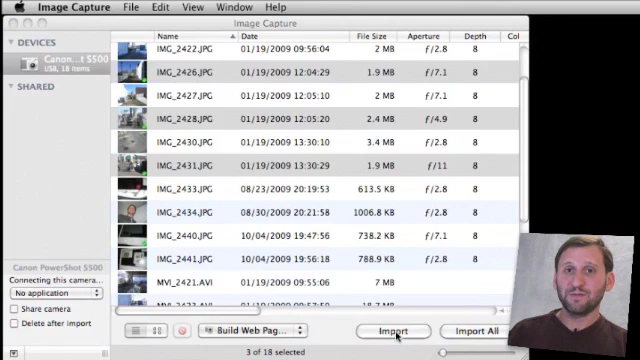 Image Capture File Edit View Window Help
Image Capture
DEVICES
Canon...t S500
USB, 18 items
SHARED
Name Date File Size Aperture Depth Col
IMG_2422.JPG 01/19/2009 09:56:04 2 MB ƒ/2.8 8
IMG_2426.JPG 01/19/2009 12:04:29 1.9 MB ƒ/7.1 8
IMG_2427.JPG 01/19/2009 12:05:10 2 MB ƒ/7.1 8
IMG_2428.JPG 01/19/2009 12:05:20 2.4 MB ƒ/4.9 8
IMG_2430.JPG 01/19/2009 13:30:10 3.4 MB ƒ/2.8 8
IMG_2431.JPG 01/19/2009 13:30:29 1.9 MB ƒ/11 8
IMG_2433.JPG 08/23/2009 20:19:53 613.5 KB ƒ/2.8 8
IMG_2434.JPG 08/30/2009 20:21:58 1006.8 KB ƒ/2.8 8
IMG_2440.JPG 10/04/2009 19:47:56 738.2 KB ƒ/7.1 8
IMG_2441.JPG 10/04/2009 19:56:18 788.9 KB ƒ/2.8 8
MVI_2421.AVI 01/19/2009 09:55:06 7 MB
Canon PowerShot S500
Connecting this camera...
No application
Share camera
Delete after import
Build Web Pag...
Import
Import All
3 of 18 selected